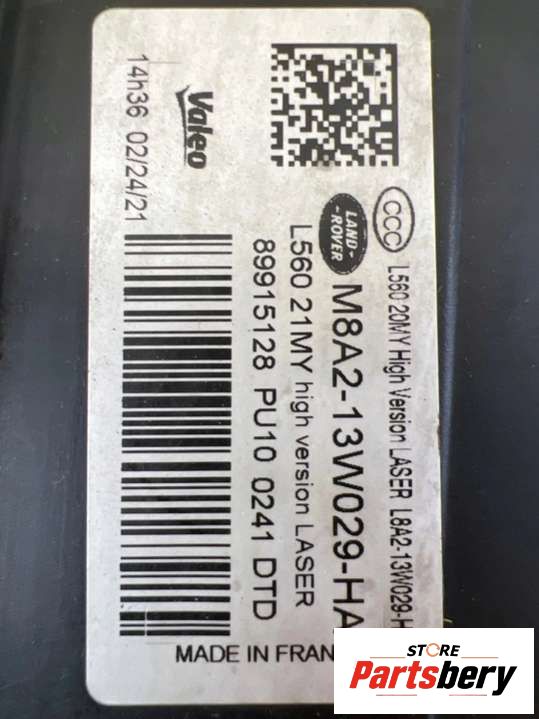 CCC L560 20MY High Version LASER L8A2-13W029-H
LAND-
-ROVER
M8A2-13W029-HA
L560 21MY high version LASER
89915128 PU10 0241 DTD
Valeo
14h36 02/24/21
MADE IN FRAN
STORE
Partsbery